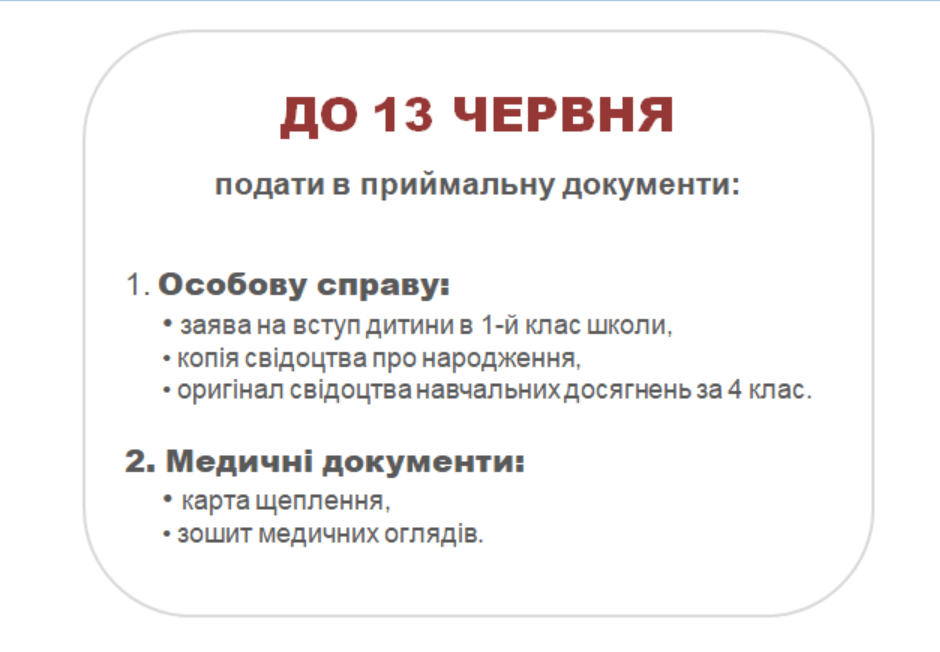 ДО 13 ЧЕРВНЯ
подати в приймальну документи:
1. Особову справу:
• заява на вступ дитини в 1-й клас школи,
• копія свідоцтва про народження,
• оригінал свідоцтва навчальних досягнень за 4 клас.
2. Медичні документи:
• карта щеплення,
• зошит медичних оглядів.